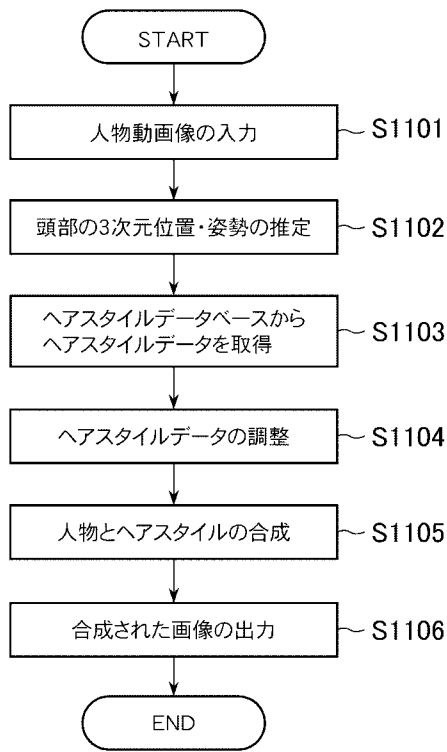 START
人物動画像の入力
S1101
頭部の3次元位置・姿勢の推定
S1102
ヘアスタイルデータベースから
ヘアスタイルデータを取得
S1103
ヘアスタイルデータの調整
S1104
人物とヘアスタイルの合成
S1105
合成された画像の出力
S1106
END